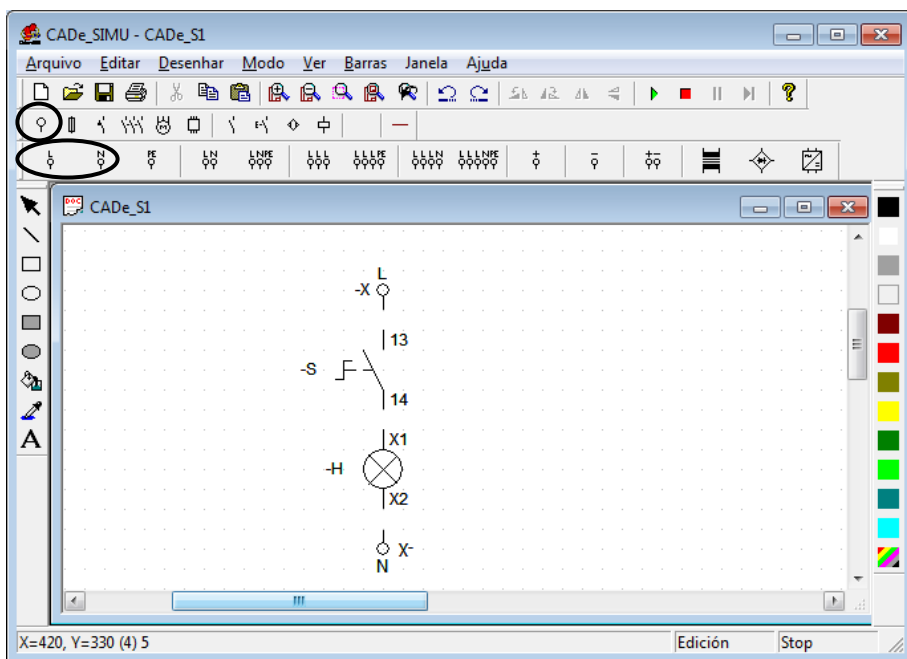 CADe_SIMU - CADe_S1
Arquivo Editar Desenhar Modo Ver Barras Janela Ajuda
L N PE LN LNPE LLL LLLPE LLLN LLLNPE + − +−
DOC CADe_S1
A
L
-X
13
-S
14
X1
-H
X2
X-
N
X=420, Y=330 (4) 5 Edición Stop